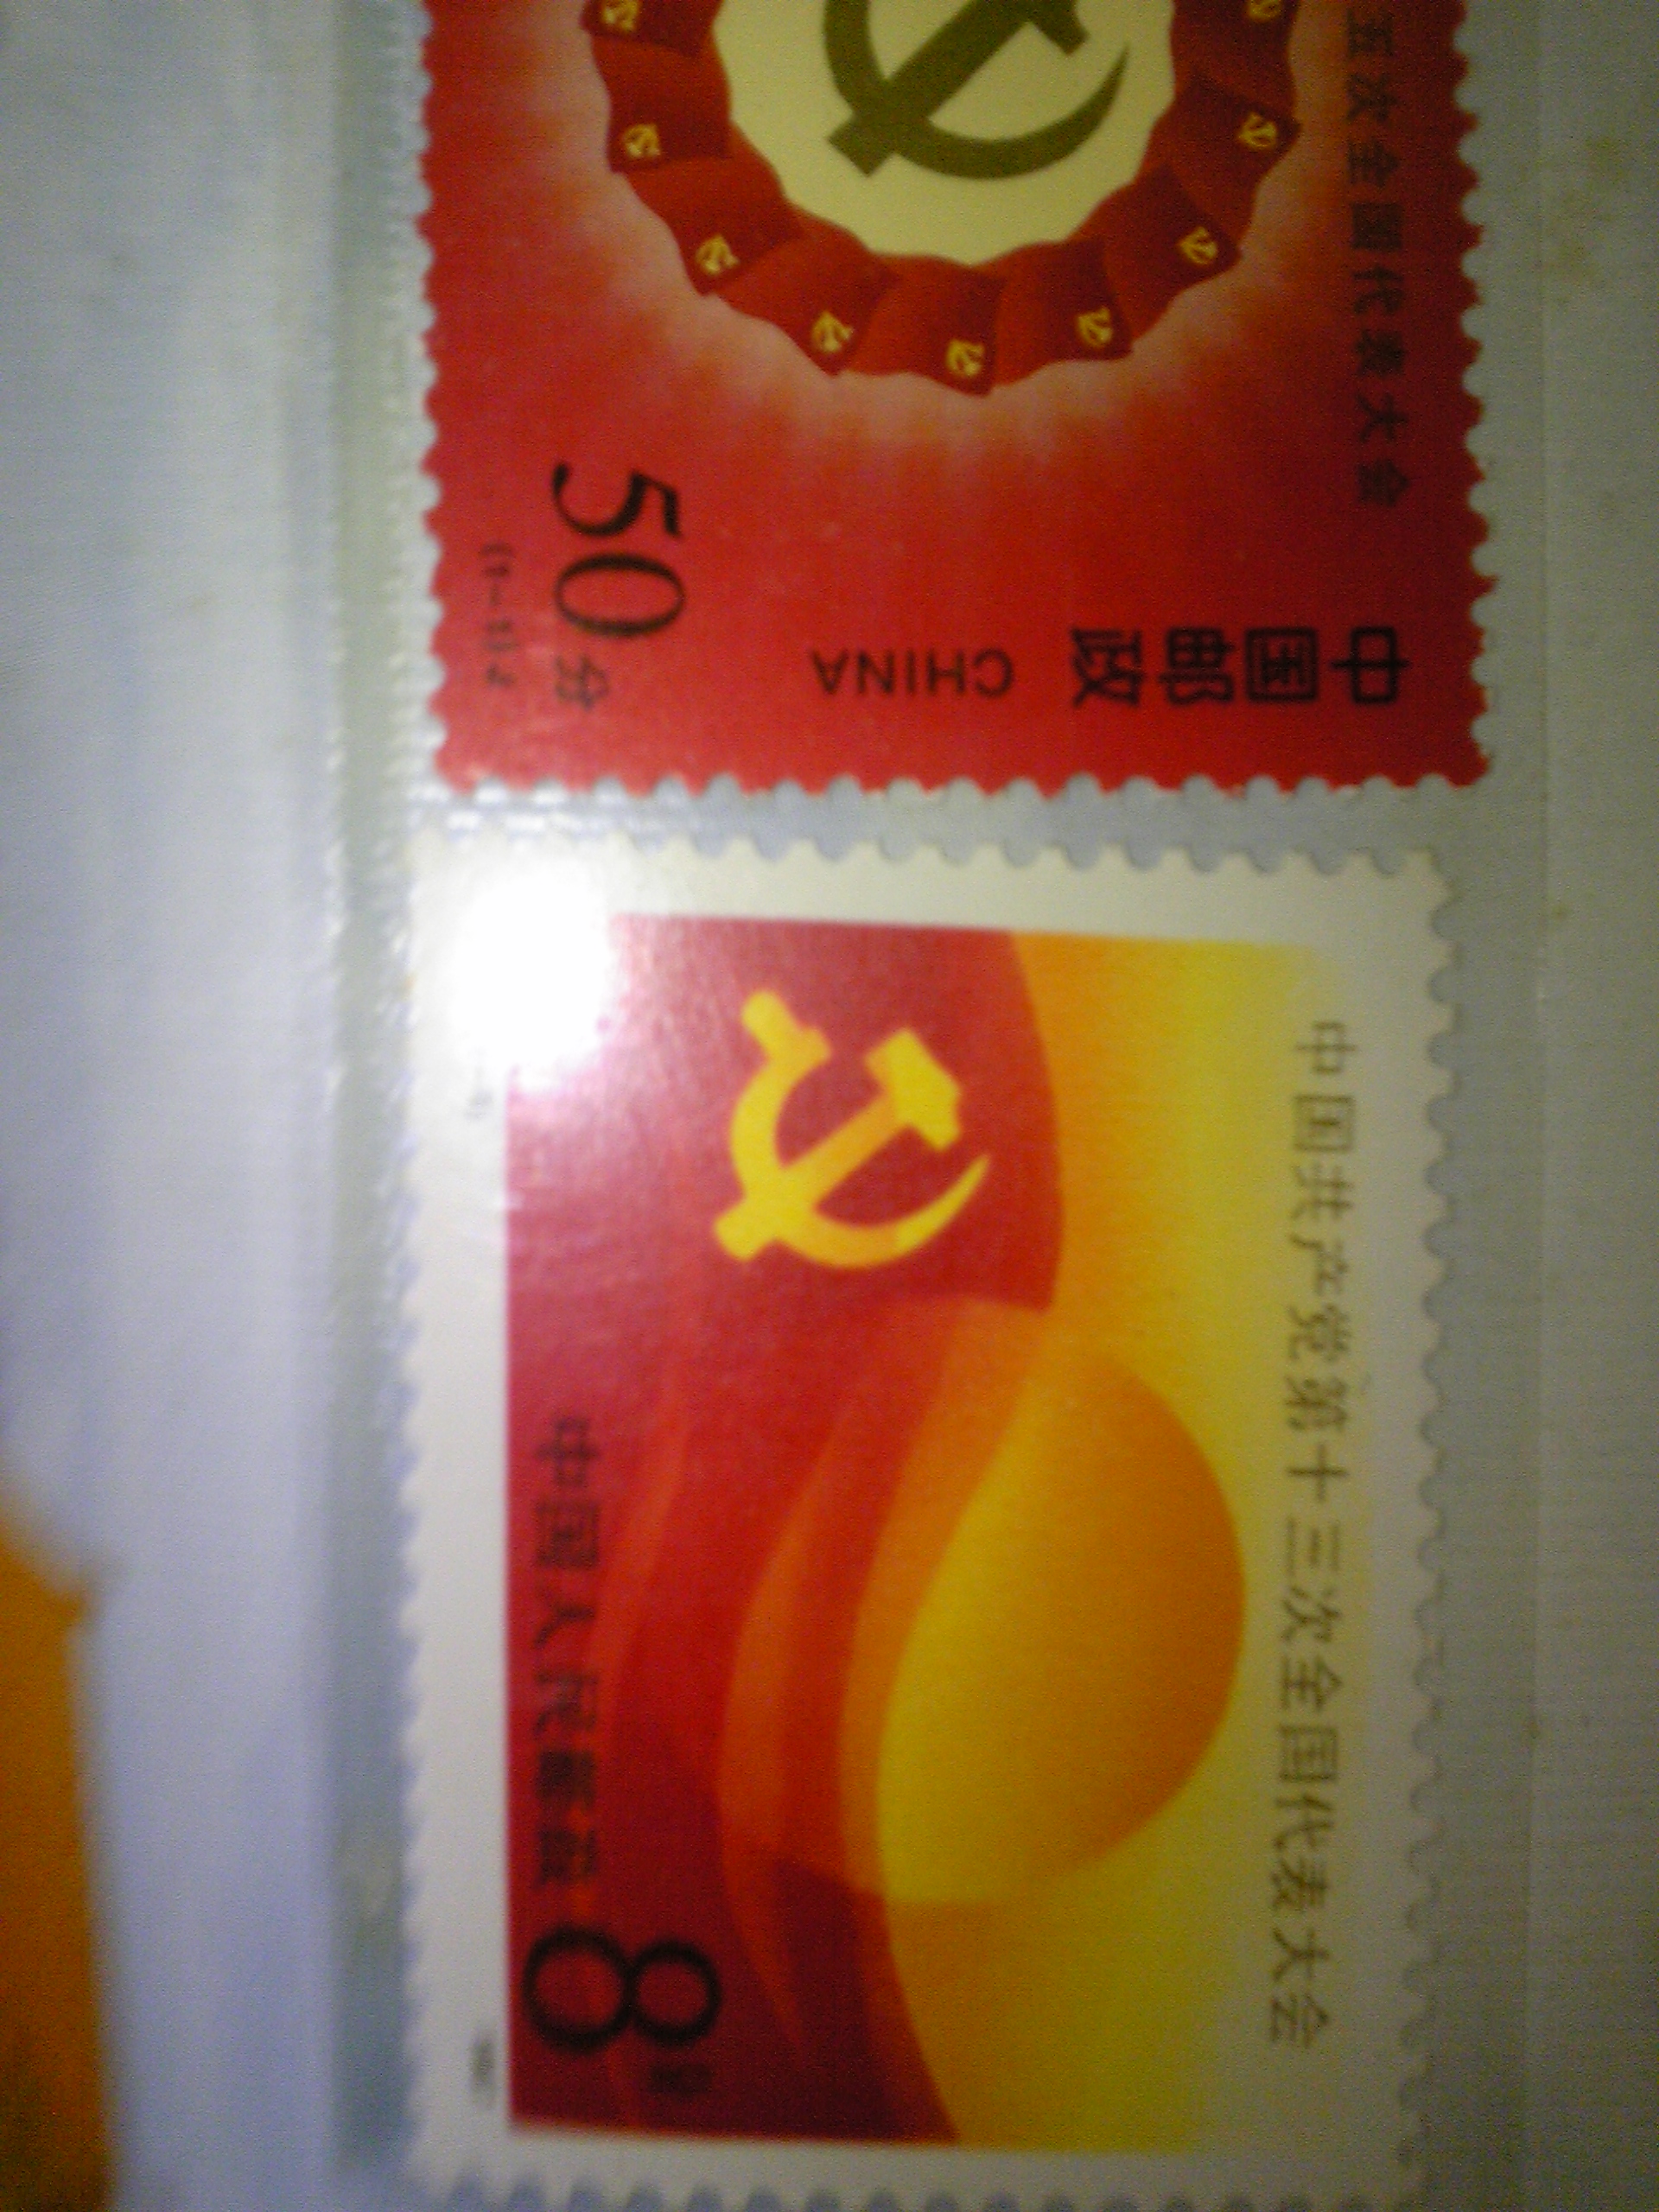 五次全国代表大会
中国邮政
CHINA
50分
(1-1)J
中国共产党第十三次全国代表大会
中国人民邮政
8分